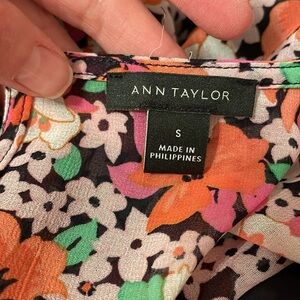 ANN TAYLOR
S
MADE IN
PHILIPPINES